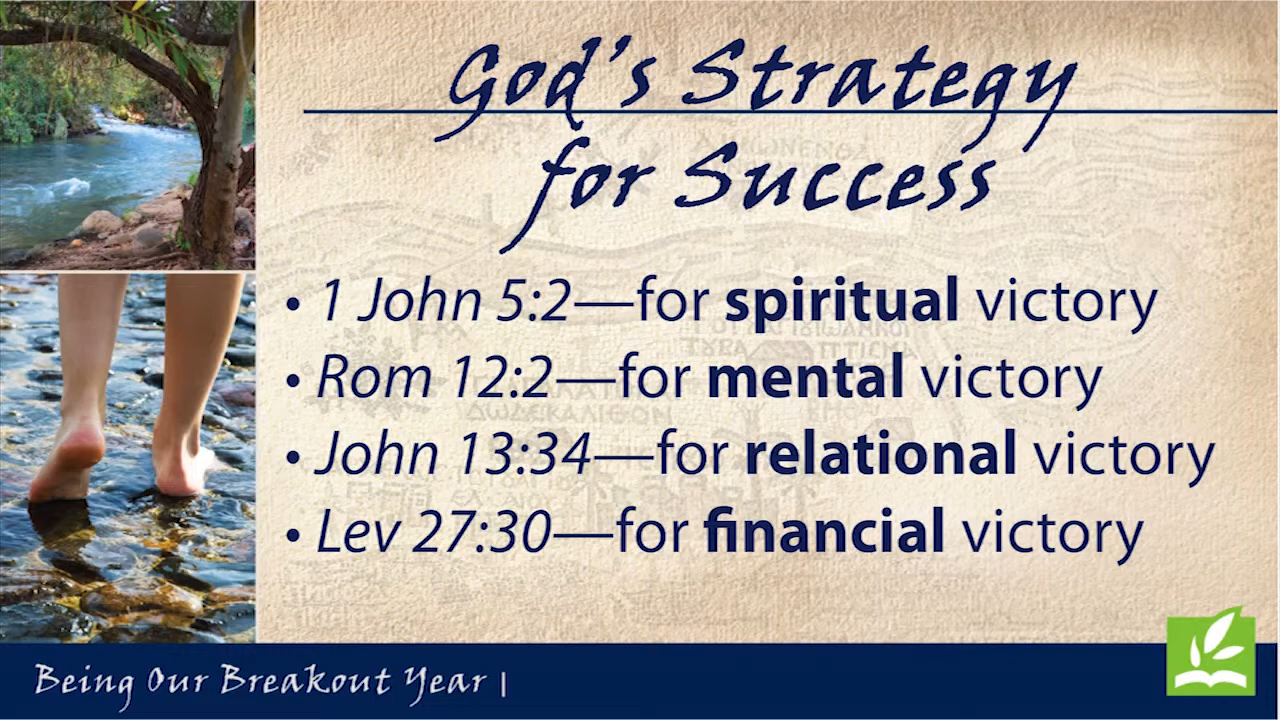 God's Strategy
for Success
• 1 John 5:2—for spiritual victory
• Rom 12:2—for mental victory
• John 13:34—for relational victory
• Lev 27:30—for financial victory
Being Our Breakout Year |